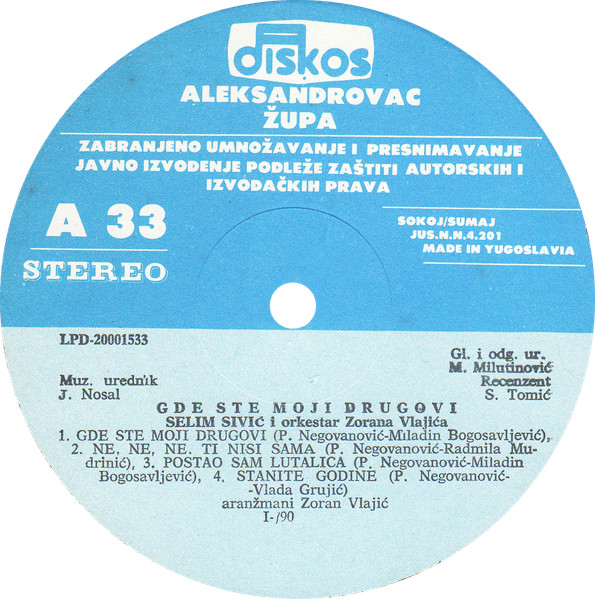 diskos
ALEKSANDROVAC
ŽUPA
ZABRANJENO UMNOŽAVANJE I PRESNIMAVANJE
JAVNO IZVOĐENJE PODLEŽE ZAŠTITI AUTORSKIH I
IZVOĐAČKIH PRAVA
A 33
STEREO
SOKOJ/SUMAJ
JUS.N.N.4.201
MADE IN YUGOSLAVIA
LPD-20001533
Muz. urednik
J. Nosal
Gl. i odg. ur.
M. Milutinović
Recenzent
S. Tomić
GDE STE MOJI DRUGOVI
SELIM SIVIĆ i orkestar Zorana Vlajića
1. GDE STE MOJI DRUGOVI (P. Negovanović-Miladin Bogosavljević),
2. NE, NE, NE. TI NISI SAMA (P. Negovanović-Radmila Mu-
drinić), 3. POSTAO SAM LUTALICA (P. Negovanović-Miladin
Bogosavljević), 4. STANITE GODINE (P. Negovanović-
-Vlada Grujić)
aranžmani Zoran Vlajić
I-/90